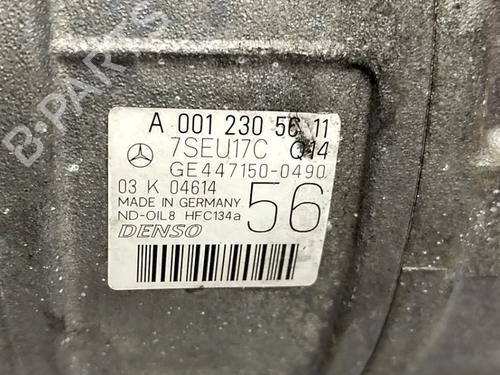 B-PARTS
A 001 230 56 11
7SEU17C Q14
GE447150-0490
03 K 04614
MADE IN GERMANY
ND-OIL8 HFC134a
56
DENSO